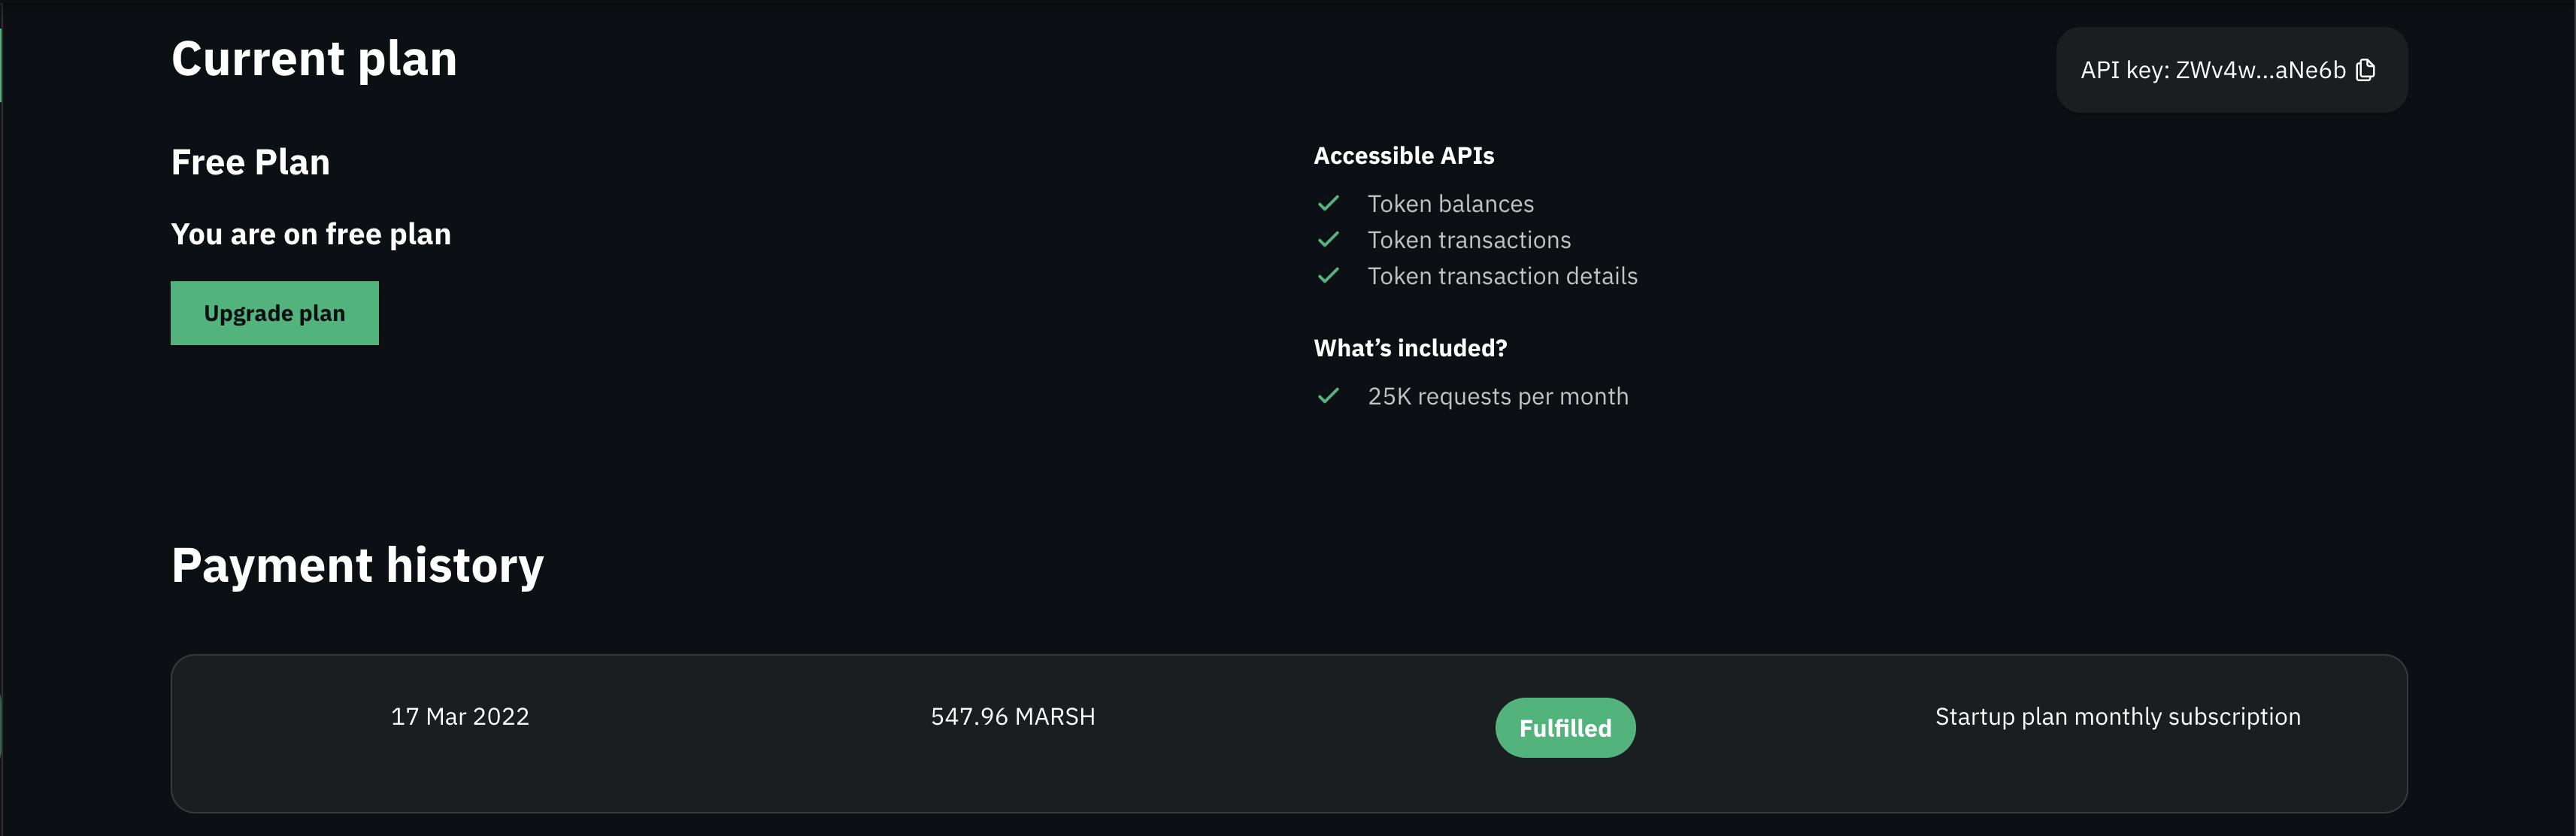 Current plan
API key: ZWv4w...aNe6b
Free Plan
You are on free plan
Upgrade plan
Accessible APIs
Token balances
Token transactions
Token transaction details
What’s included?
25K requests per month
Payment history
17 Mar 2022
547.96 MARSH
Fulfilled
Startup plan monthly subscription